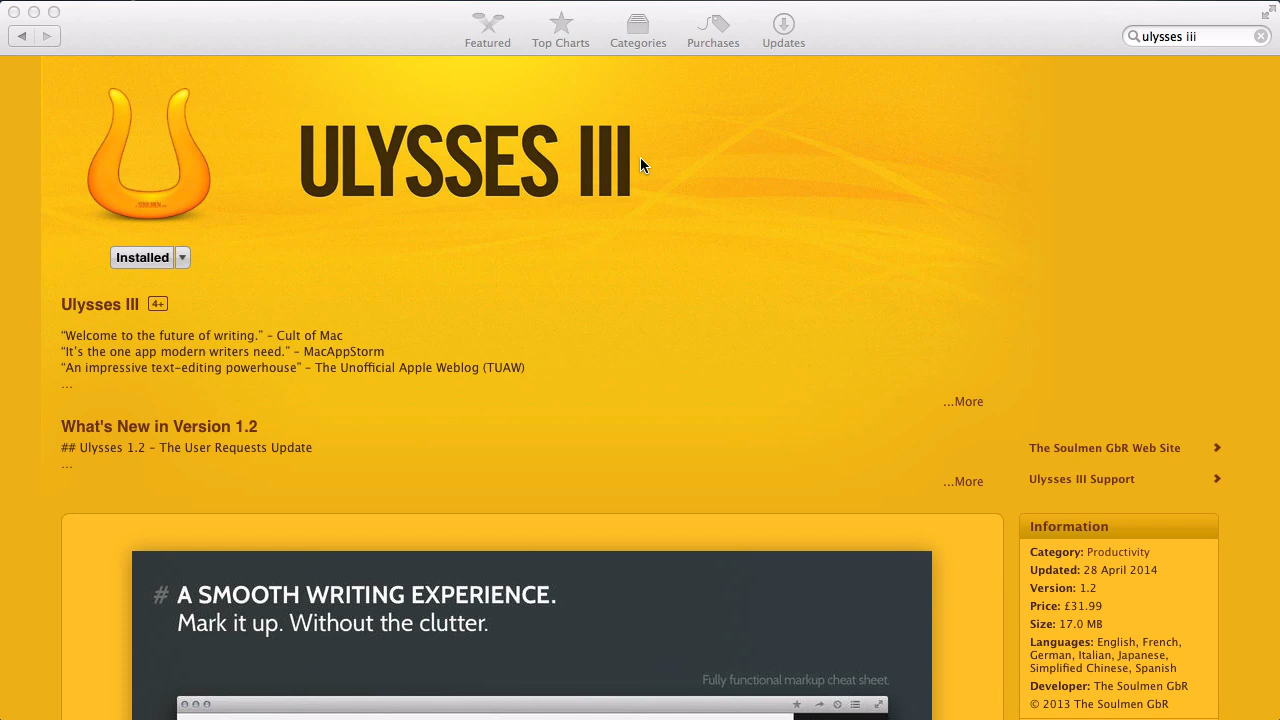 Featured
Top Charts
Categories
Purchases
Updates
ulysses iii
ULYSSES III
Installed
Ulysses III 4+
“Welcome to the future of writing.” – Cult of Mac
“It’s the one app modern writers need.” – MacAppStorm
“An impressive text-editing powerhouse” – The Unofficial Apple Weblog (TUAW)
...
...More
What's New in Version 1.2
## Ulysses 1.2 – The User Requests Update
...
...More
The Soulmen GbR Web Site
Ulysses III Support
# A SMOOTH WRITING EXPERIENCE.
Mark it up. Without the clutter.
Fully functional markup cheat sheet.
Information
Category: Productivity
Updated: 28 April 2014
Version: 1.2
Price: £31.99
Size: 17.0 MB
Languages: English, French,
German, Italian, Japanese,
Simplified Chinese, Spanish
Developer: The Soulmen GbR
© 2013 The Soulmen GbR